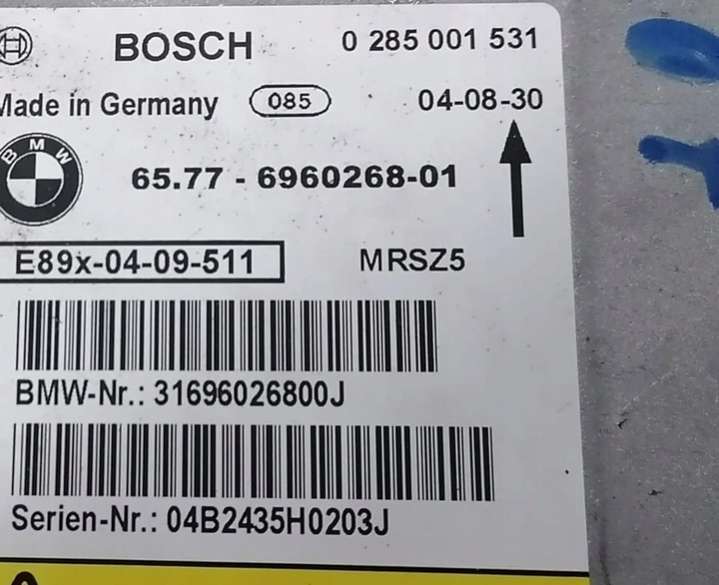 BOSCH 0 285 001 531
Made in Germany 085 04-08-30
BMW
65.77 - 6960268-01
E89x-04-09-511 MRSZ5
BMW-Nr.: 31696026800J
Serien-Nr.: 04B2435H0203J